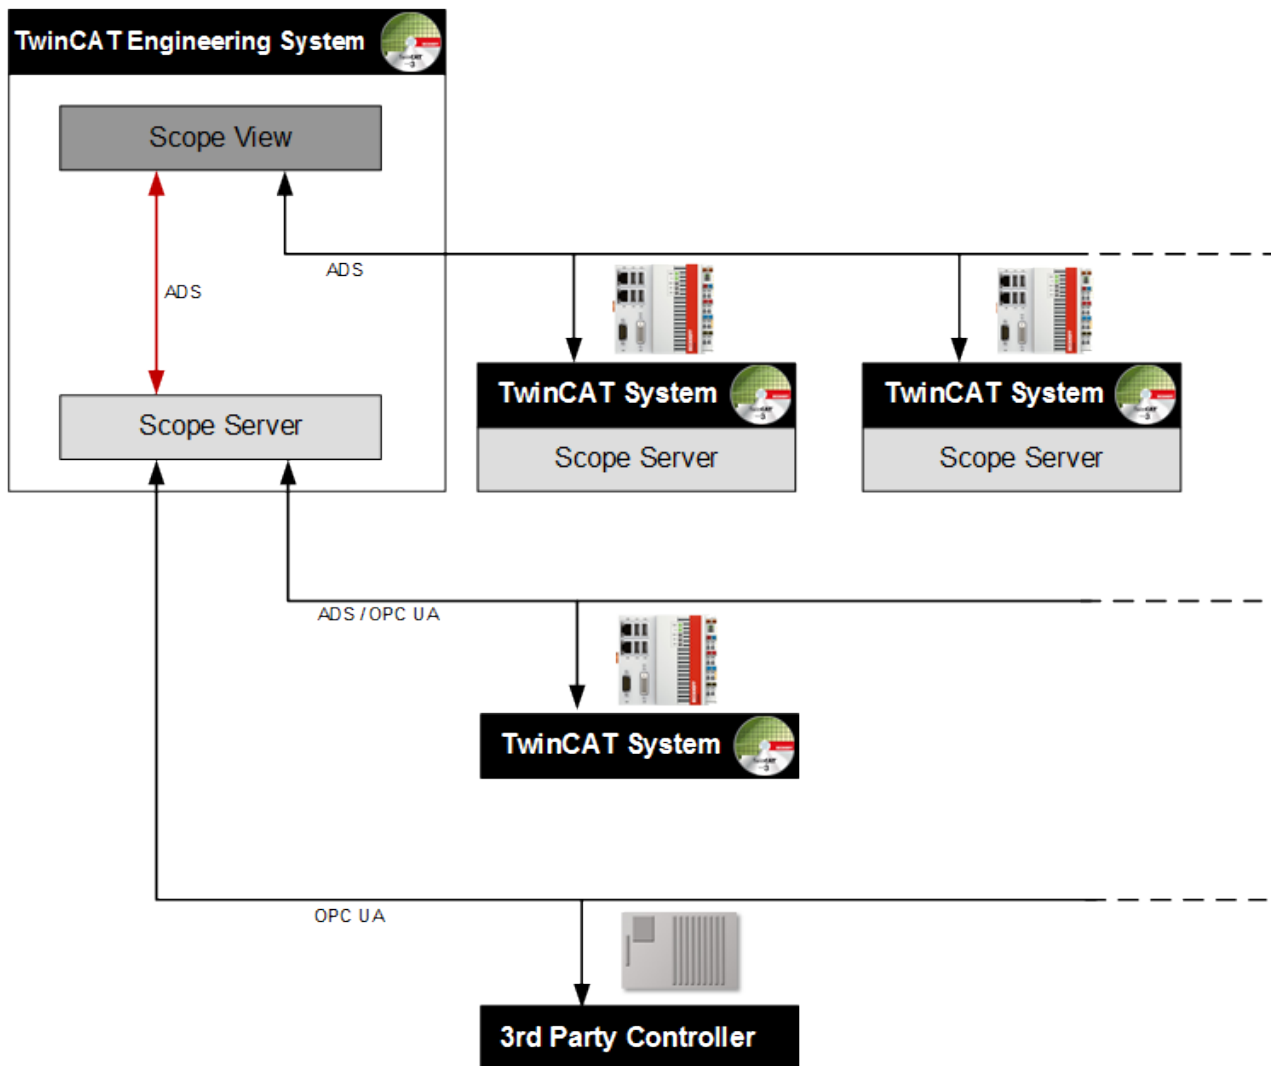 TwinCAT Engineering System
Scope View
ADS
ADS
TwinCAT System
TwinCAT System
Scope Server
Scope Server
Scope Server
ADS / OPC UA
TwinCAT System
OPC UA
3rd Party Controller